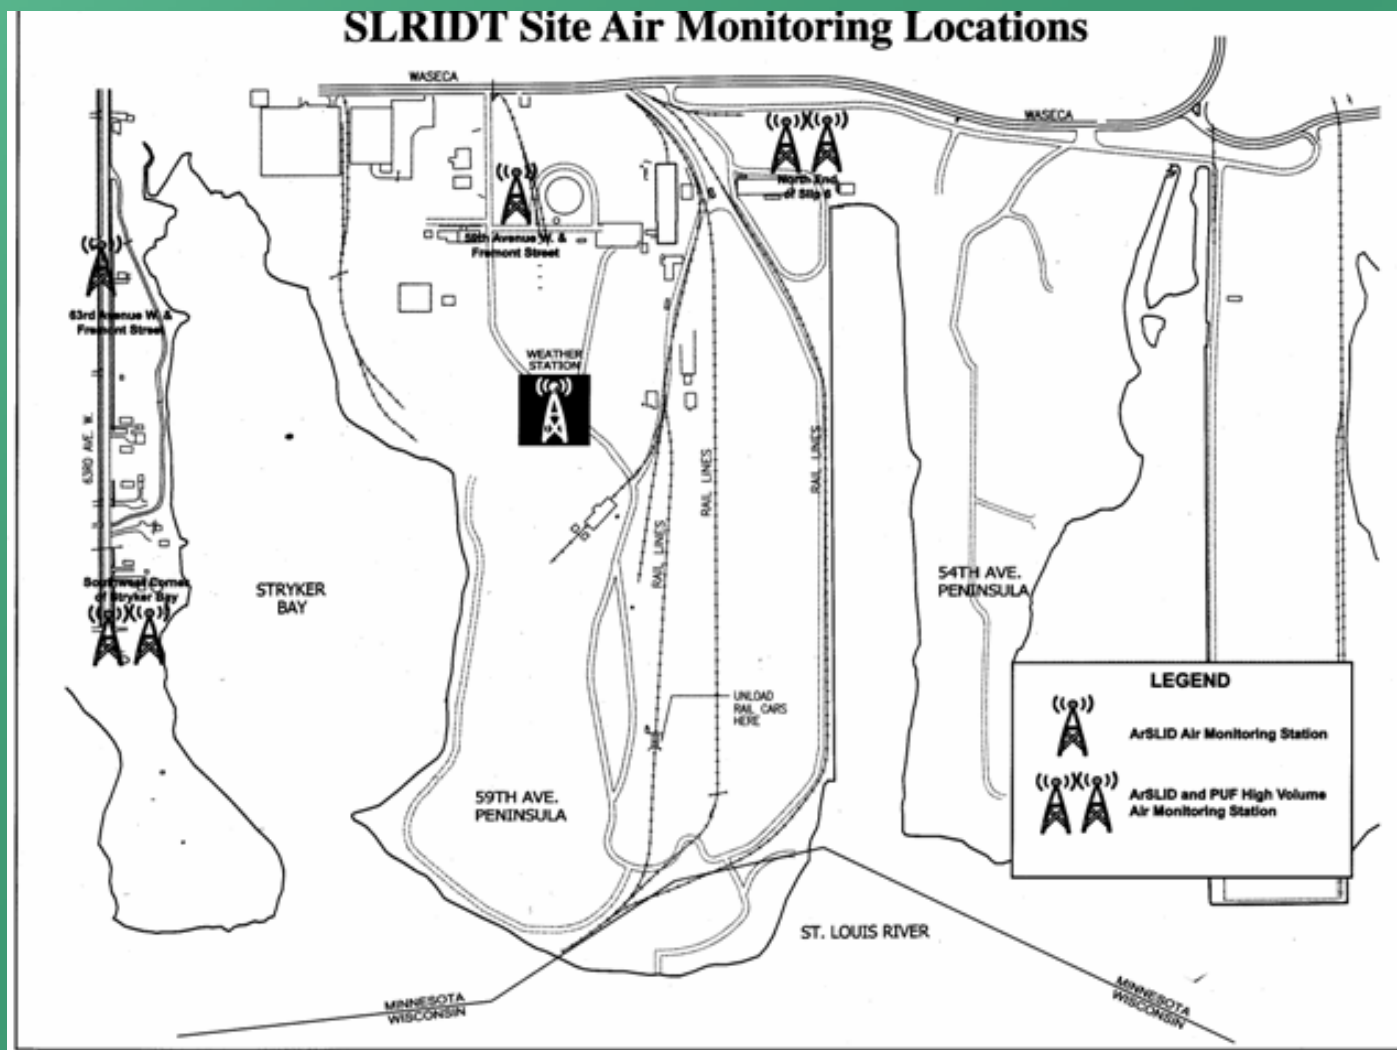 SLRIDT Site Air Monitoring Locations
WASECA
WASECA
North End
of Slip 6
59th Avenue W. &
Fremont Street
63rd Avenue W. &
Fremont Street
WEATHER
STATION
63RD AVE. W.
RAIL LINES
RAIL LINES
RAIL LINES
Southwest Corner
of Stryker Bay
STRYKER
BAY
54TH AVE.
PENINSULA
UNLOAD
RAIL CARS
HERE
59TH AVE.
PENINSULA
LEGEND
ArSLID Air Monitoring Station
ArSLID and PUF High Volume
Air Monitoring Station
ST. LOUIS RIVER
MINNESOTA
WISCONSIN
MINNESOTA
WISCONSIN